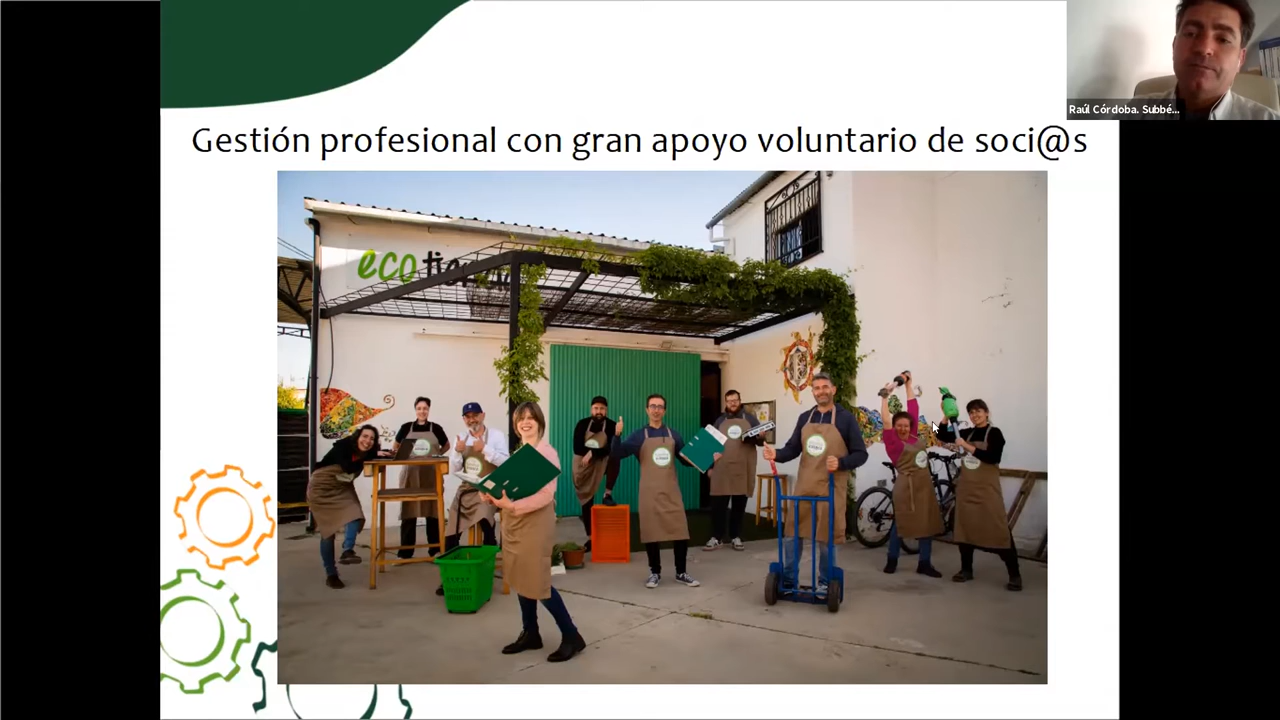 Raúl Córdoba. Subbé...
Gestión profesional con gran apoyo voluntario de soci@s
eco